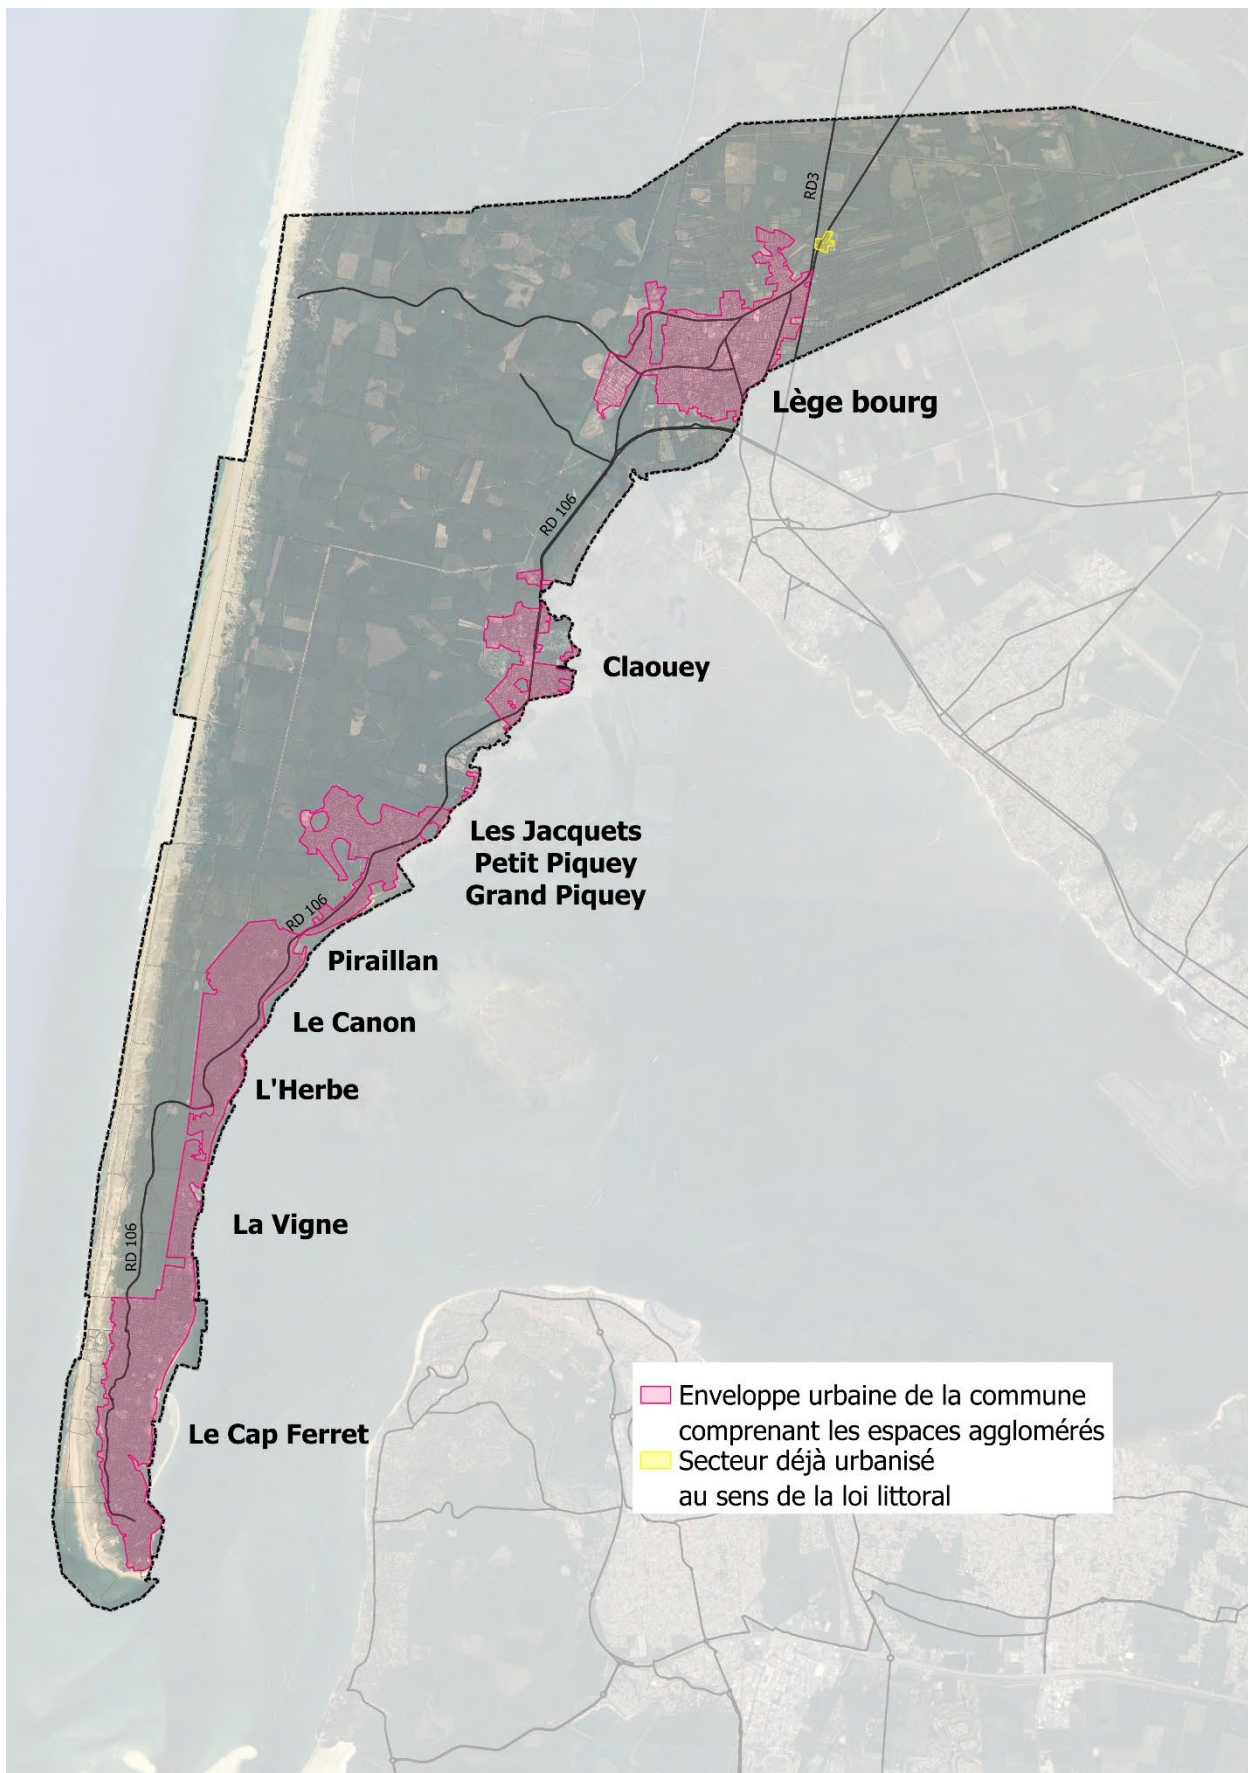 RD3
Lège bourg
RD 106
Claouey
Les Jacquets
Petit Piquey
Grand Piquey
RD 106
Piraillan
Le Canon
L'Herbe
La Vigne
RD 106
Le Cap Ferret
Enveloppe urbaine de la commune
comprenant les espaces agglomérés
Secteur déjà urbanisé
au sens de la loi littoral